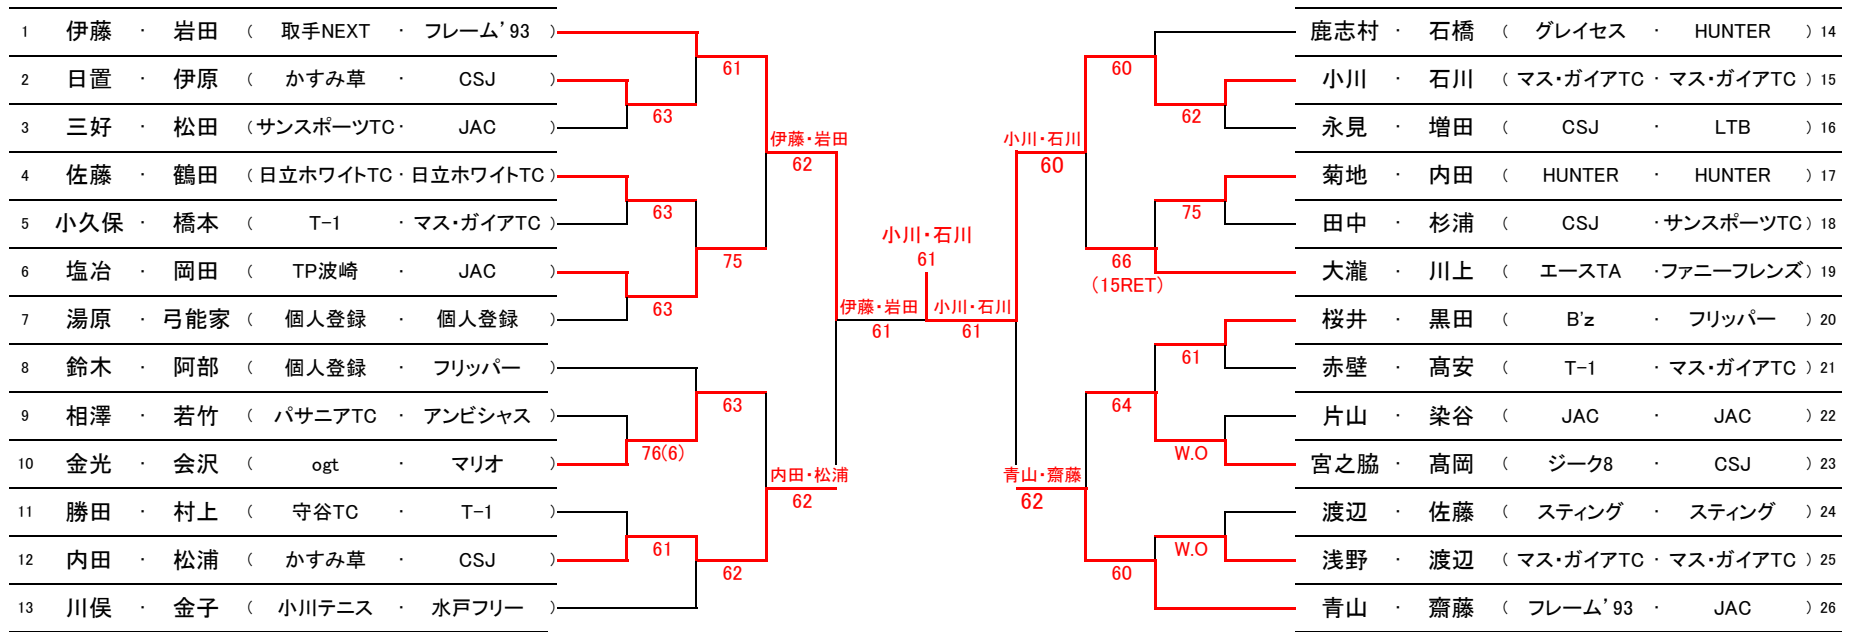 1 伊藤 ・ 岩田 ( 取手NEXT ・ フレーム’93 )
2 日置 ・ 伊原 ( かすみ草 ・ CSJ )
3 三好 ・ 松田 ( サンスポーツTC ・ JAC )
4 佐藤 ・ 鶴田 ( 日立ホワイトTC ・ 日立ホワイトTC )
5 小久保 ・ 橋本 ( T-1 ・ マス・ガイアTC )
6 塩冶 ・ 岡田 ( TP波崎 ・ JAC )
7 湯原 ・ 弓能家 ( 個人登録 ・ 個人登録 )
8 鈴木 ・ 阿部 ( 個人登録 ・ フリッパー )
9 相澤 ・ 若竹 ( パサニアTC ・ アンビシャス )
10 金光 ・ 会沢 ( ogt ・ マリオ )
11 勝田 ・ 村上 ( 守谷TC ・ T-1 )
12 内田 ・ 松浦 ( かすみ草 ・ CSJ )
13 川俣 ・ 金子 ( 小川テニス ・ 水戸フリー )
63
63
63
76(6)
61
61
75
63
62
伊藤・岩田
62
内田・松浦
62
伊藤・岩田
61
小川・石川
61
小川・石川
61
小川・石川
60
青山・齋藤
62
60
66
(15RET)
64
60
62
75
61
W.O
W.O
鹿志村 ・ 石橋 ( グレイセス ・ HUNTER ) 14
小川 ・ 石川 ( マス・ガイアTC ・ マス・ガイアTC ) 15
永見 ・ 増田 ( CSJ ・ LTB ) 16
菊地 ・ 内田 ( HUNTER ・ HUNTER ) 17
田中 ・ 杉浦 ( CSJ ・ サンスポーツTC ) 18
大瀧 ・ 川上 ( エースTA ・ ファニーフレンズ ) 19
桜井 ・ 黒田 ( B'z ・ フリッパー ) 20
赤壁 ・ 髙安 ( T-1 ・ マス・ガイアTC ) 21
片山 ・ 染谷 ( JAC ・ JAC ) 22
宮之脇 ・ 髙岡 ( ジーク8 ・ CSJ ) 23
渡辺 ・ 佐藤 ( スティング ・ スティング ) 24
浅野 ・ 渡辺 ( マス・ガイアTC ・ マス・ガイアTC ) 25
青山 ・ 齋藤 ( フレーム’93 ・ JAC ) 26